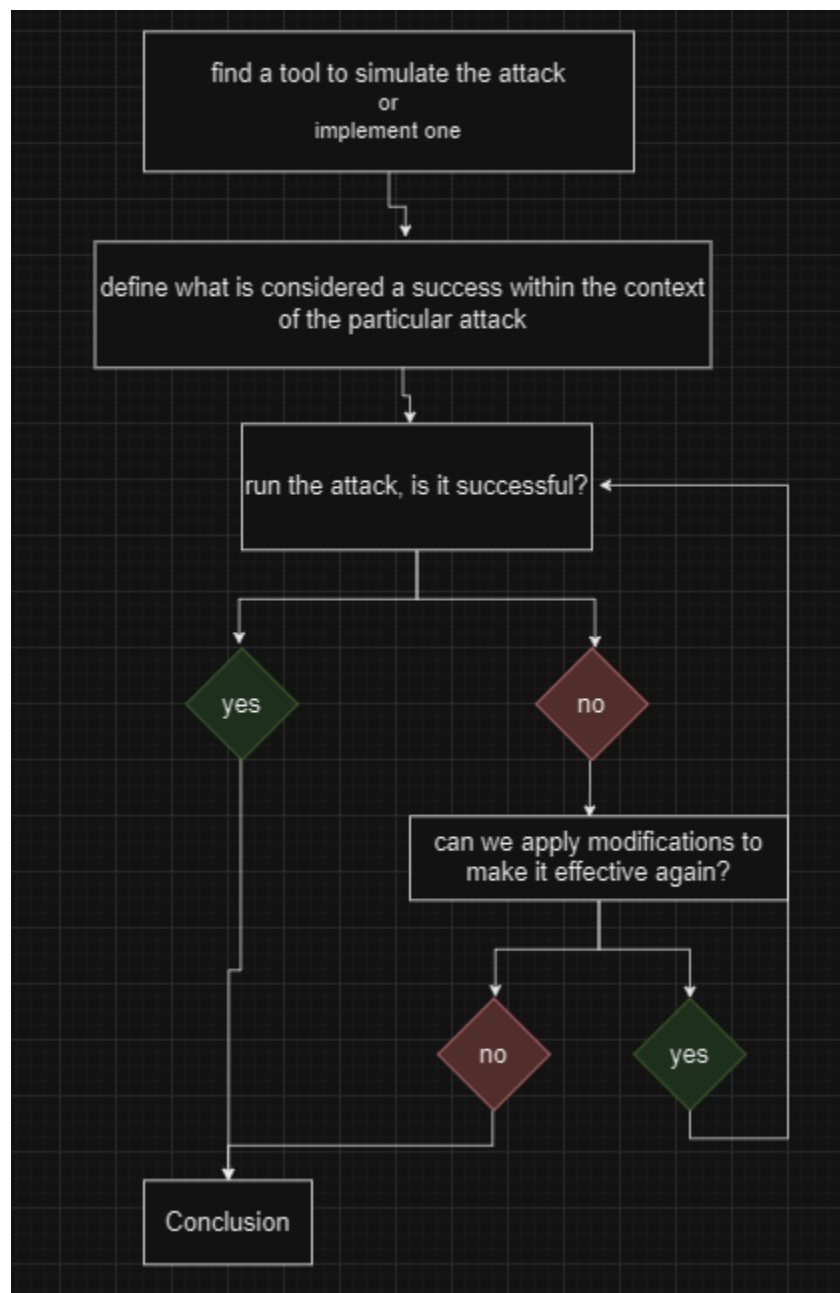 find a tool to simulate the attack
or
implement one
define what is considered a success within the context
of the particular attack
run the attack, is it successful?
yes
no
can we apply modifications to
make it effective again?
no
yes
Conclusion